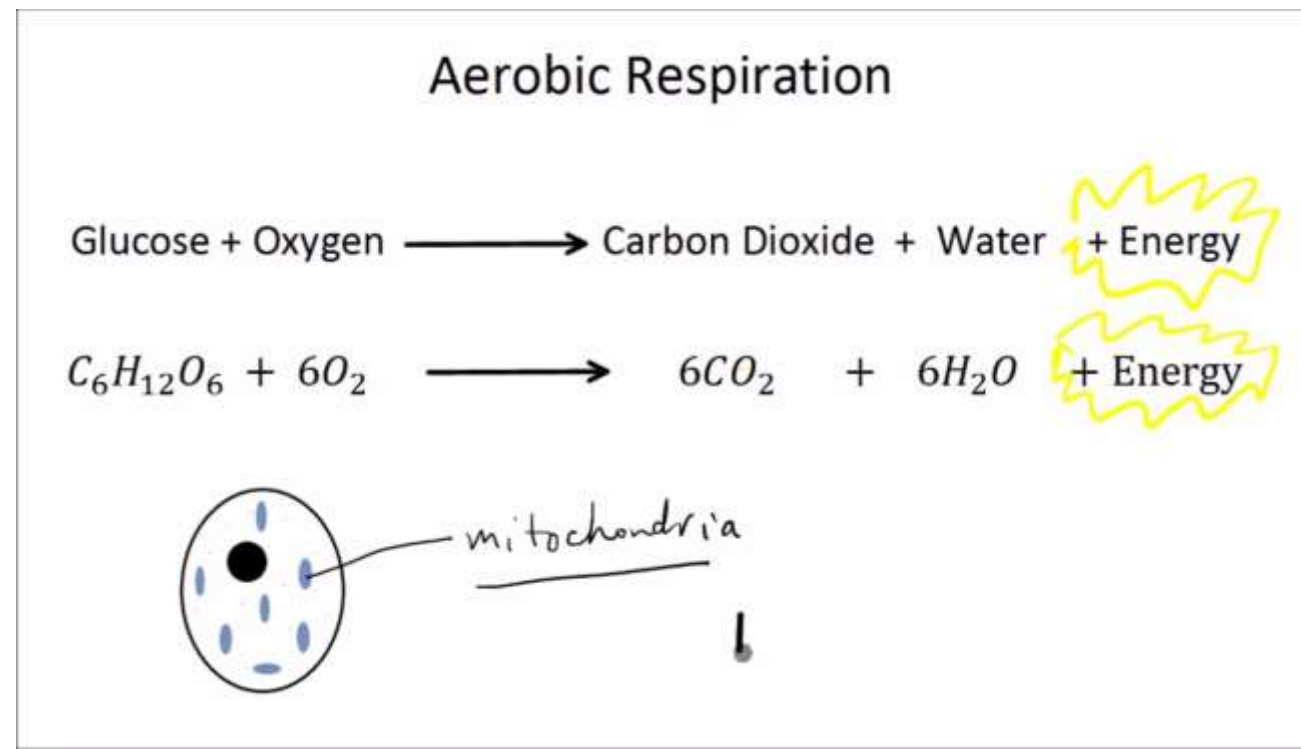 Aerobic Respiration
Glucose + Oxygen ⟶ Carbon Dioxide + Water + Energy
C₆H₁₂O₆ + 6O₂ ⟶ 6CO₂ + 6H₂O + Energy
mitochondria